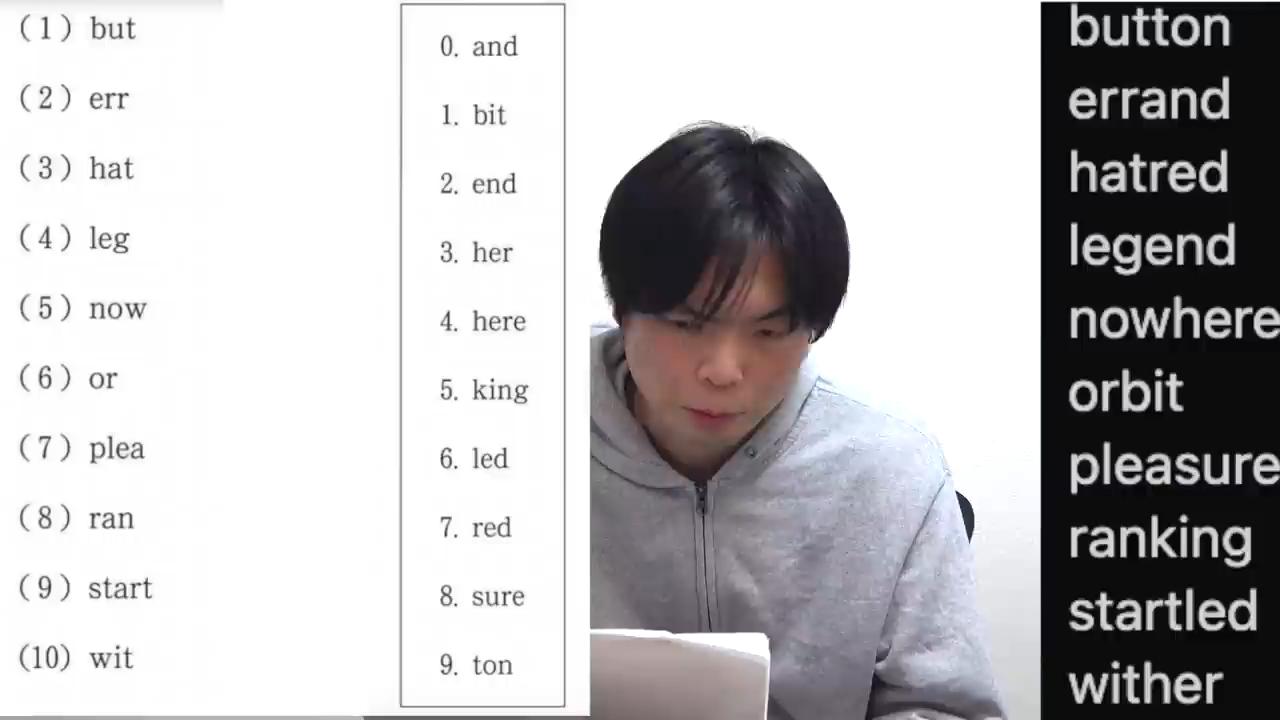 (1) but
(2) err
(3) hat
(4) leg
(5) now
(6) or
(7) plea
(8) ran
(9) start
(10) wit
0. and
1. bit
2. end
3. her
4. here
5. king
6. led
7. red
8. sure
9. ton
button
errand
hatred
legend
nowhere
orbit
pleasure
ranking
startled
wither